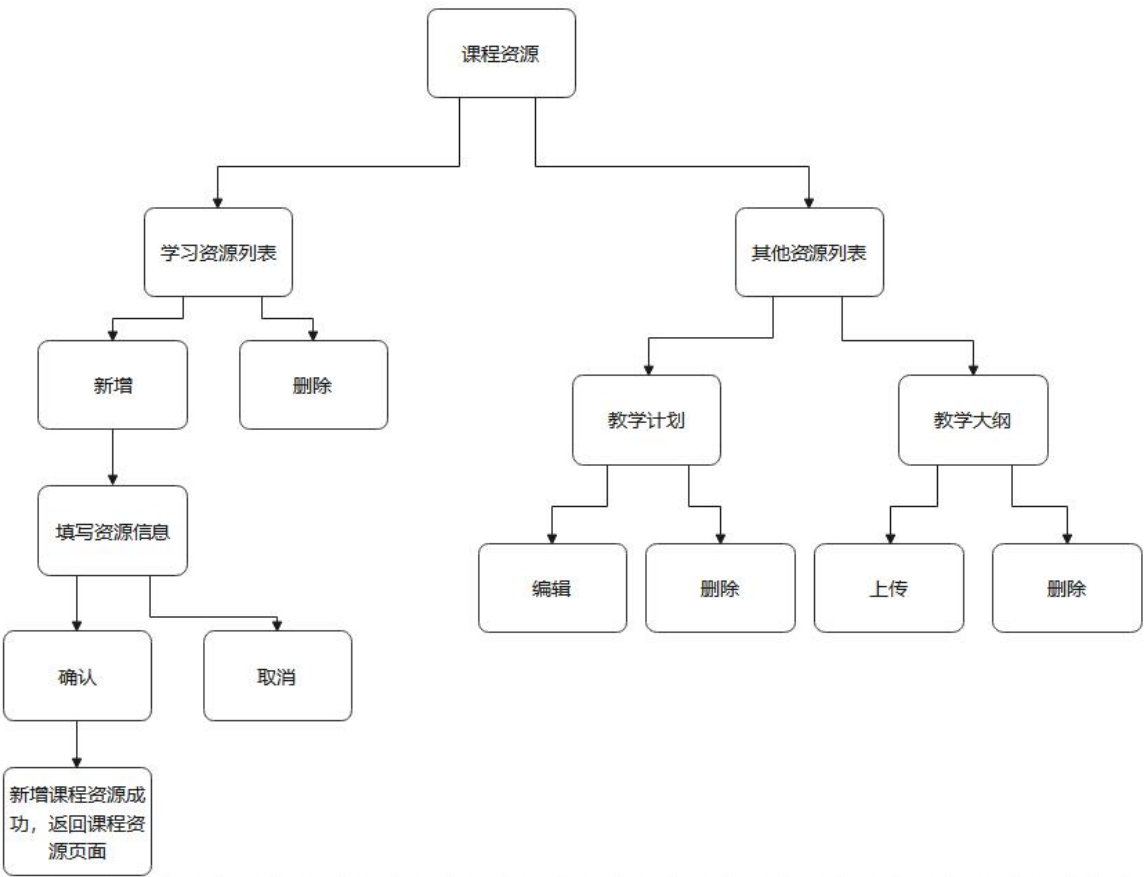 课程资源
学习资源列表
其他资源列表
新增
删除
教学计划
教学大纲
填写资源信息
编辑
删除
上传
删除
确认
取消
新增课程资源成
功，返回课程资
源页面